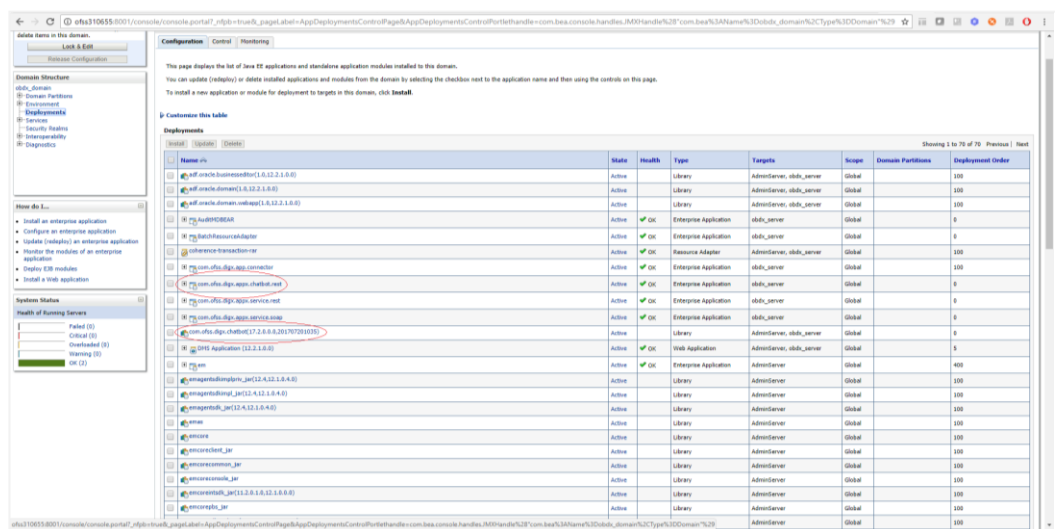 ofss310655:8001/console/console.portal?_nfpb=true&_pageLabel=AppDeploymentsControlPage&AppDeploymentsControlPortlethandle=com.bea.console.handles.JMXHandle%28"com.bea%3AName%3Dobdx_domain%2CType%3DDomain"%29
delete items in this domain.
Lock & Edit
Release Configuration
Domain Structure
obdx_domain
Domain Partitions
Environment
Deployments
Services
Security Realms
Interoperability
Diagnostics
How do I...
Install an enterprise application
Configure an enterprise application
Update (redeploy) an enterprise application
Monitor the modules of an enterprise
application
Deploy EJB modules
Install a Web application
System Status
Health of Running Servers
Failed (0)
Critical (0)
Overloaded (0)
Warning (0)
OK (2)
Configuration Control Monitoring
This page displays the list of Java EE applications and standalone application modules installed to this domain.
You can update (redeploy) or delete installed applications and modules from the domain by selecting the checkbox next to the application name and then using the controls on this page.
To install a new application or module for deployment to targets in this domain, click Install.
Customize this table
Deployments
Install Update Delete Showing 1 to 70 of 70 Previous | Next
Name State Health Type Targets Scope Domain Partitions Deployment Order
adf.oracle.businesseditor(1.0,12.2.1.0.0) Active Library AdminServer, obdx_server Global 100
adf.oracle.domain(1.0,12.2.1.0.0) Active Library AdminServer, obdx_server Global 100
adf.oracle.domain.webapp(1.0,12.2.1.0.0) Active Library AdminServer, obdx_server Global 100
AuditMDBEAR Active OK Enterprise Application obdx_server Global 0
BatchResourceAdapter Active OK Enterprise Application obdx_server Global 0
coherence-transaction-rar Active OK Resource Adapter AdminServer, obdx_server Global 100
com.ofss.digx.app.connector Active OK Enterprise Application obdx_server Global 100
com.ofss.digx.appx.chatbot.rest Active OK Enterprise Application obdx_server Global 0
com.ofss.digx.appx.service.rest Active OK Enterprise Application obdx_server Global 0
com.ofss.digx.appx.service.soap Active OK Enterprise Application obdx_server Global 0
com.ofss.digx.chatbot(17.2.0.0.0,201707201035) Active Library obdx_server Global 0
DMS Application (12.2.1.0.0) Active OK Web Application AdminServer, obdx_server Global 5
em Active OK Enterprise Application AdminServer Global 400
emagentsdkimplpriv_jar(12.4,12.1.0.4.0) Active Library AdminServer Global 100
emagentsdkimpl_jar(12.4,12.1.0.4.0) Active Library AdminServer Global 100
emagentsdk_jar(12.4,12.1.0.4.0) Active Library AdminServer Global 100
emas Active Library AdminServer Global 100
emcore Active Library AdminServer Global 100
emcoreclient_jar Active Library AdminServer Global 100
emcorecommon_jar Active Library AdminServer Global 100
emcoreconsole_jar Active Library AdminServer Global 100
emcoreintsdk_jar(11.2.0.1.0,12.1.0.0.0) Active Library AdminServer Global 100
emcorepbs_jar Active Library AdminServer Global 100
AdminServer Global 100
ofss310655:8001/console/console.portal?_nfpb=true&_pageLabel=AppDeploymentsControlPage&AppDeploymentsControlPortlethandle=com.bea.console.handles.JMXHandle%28"com.bea%3AName%3Dobdx_domain%2CType%3DDomain"%29